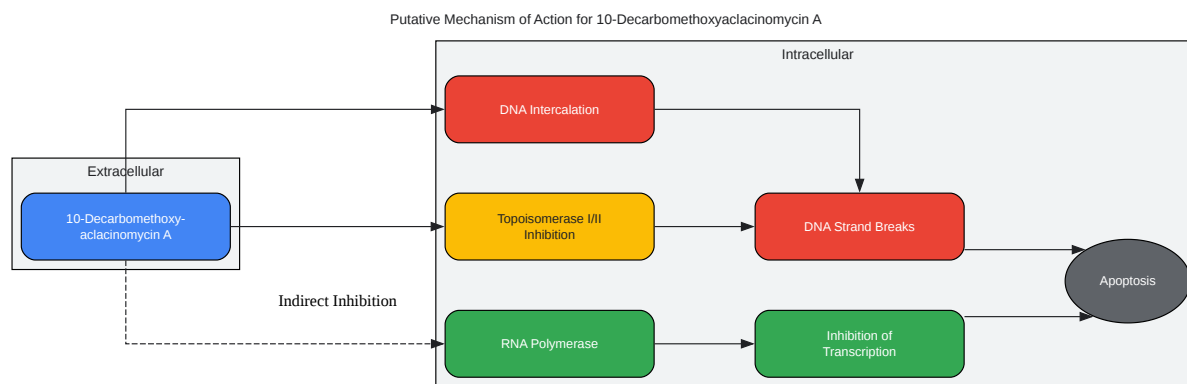 Putative Mechanism of Action for 10-Decarbomethoxyaclacinomycin A
Intracellular
DNA Intercalation
Extracellular
10-Decarbomethoxy-
aclacinomycin A
Topoisomerase I/II
Inhibition
DNA Strand Breaks
Apoptosis
Indirect Inhibition
RNA Polymerase
Inhibition of
Transcription